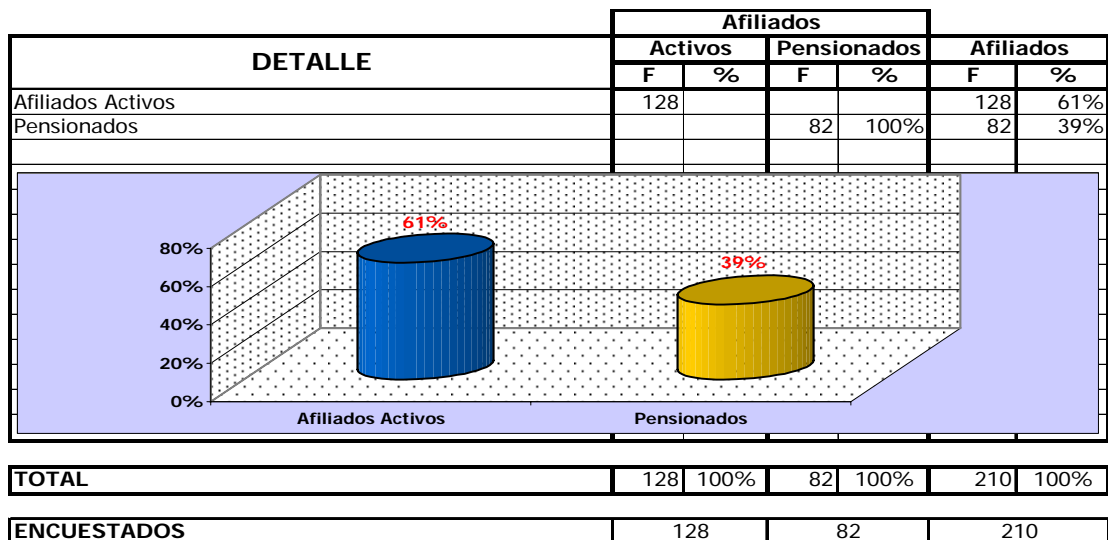 Afiliados
DETALLE Activos Pensionados Afiliados
F % F % F %
Afiliados Activos 128 128 61%
Pensionados 82 100% 82 39%
61%
39%
80%
60%
40%
20%
0%
Afiliados Activos Pensionados
TOTAL 128 100% 82 100% 210 100%
ENCUESTADOS 128 82 210